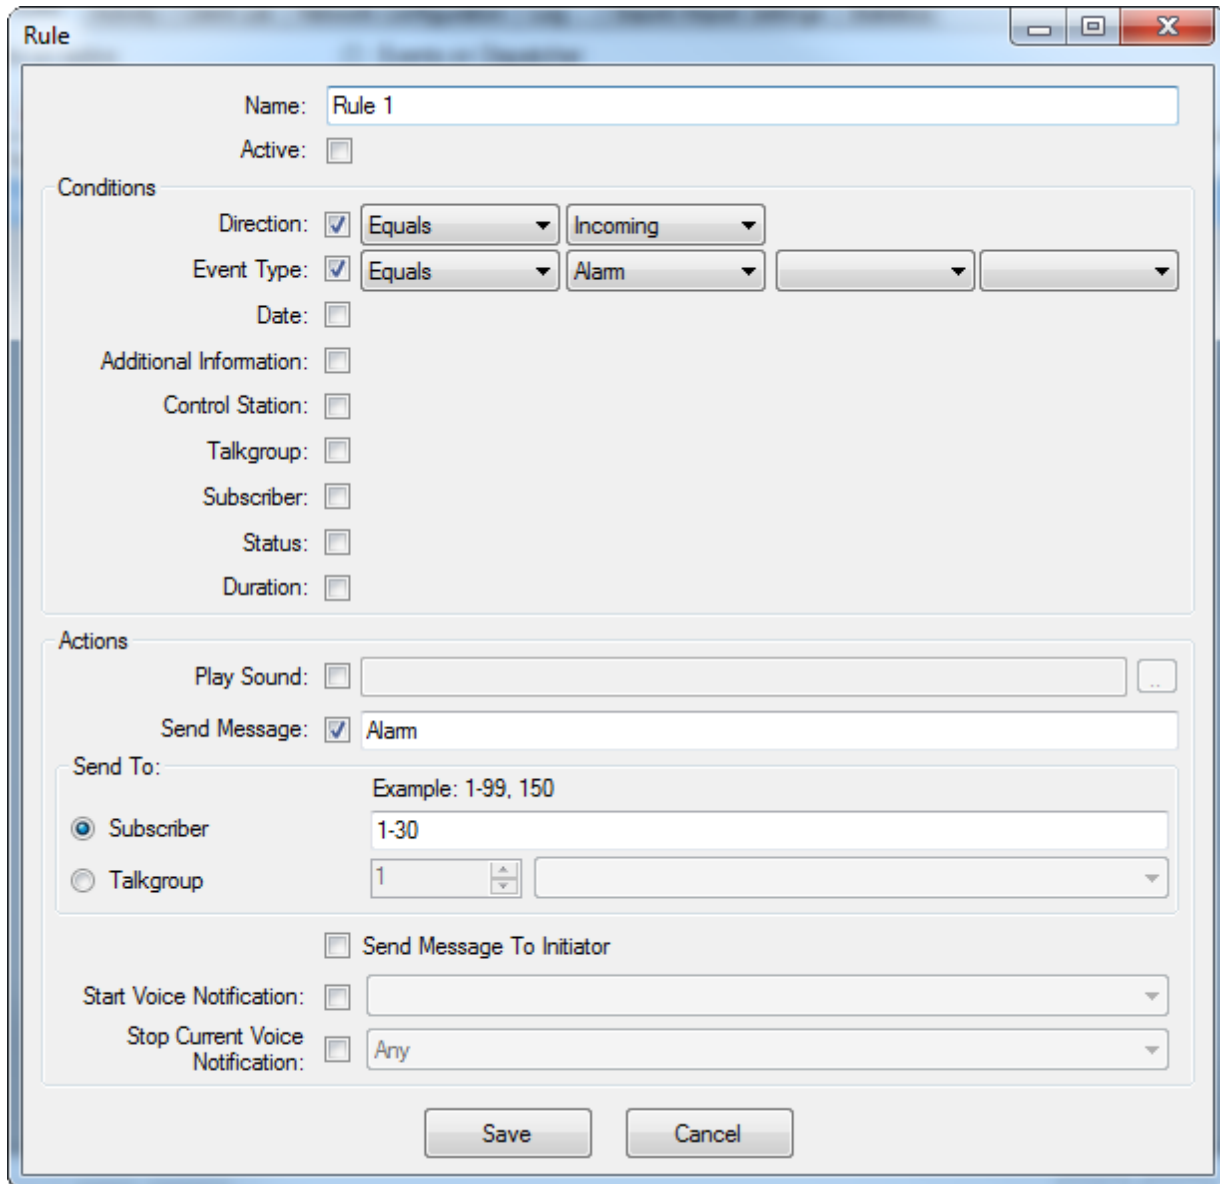 Rule
Name: Rule 1
Active:
Conditions
Direction: Equals Incoming
Event Type: Equals Alarm
Date:
Additional Information:
Control Station:
Talkgroup:
Subscriber:
Status:
Duration:
Actions
Play Sound: ..
Send Message: Alarm
Send To:
Example: 1-99, 150
Subscriber 1-30
Talkgroup 1
Send Message To Initiator
Start Voice Notification:
Stop Current Voice
Notification: Any
Save Cancel